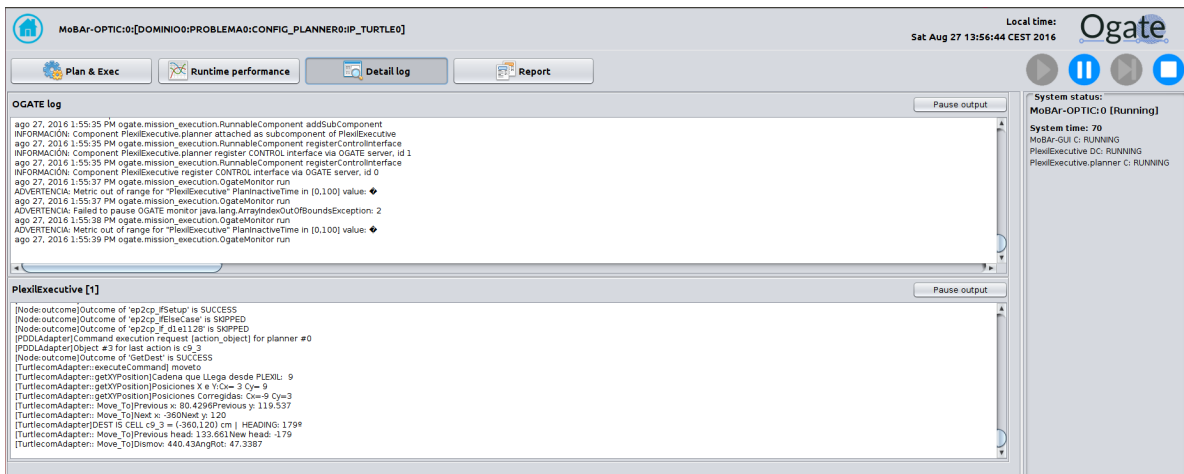 MoBAr-OPTIC:0:[DOMINIO0:PROBLEMA0:CONFIG_PLANNER0:IP_TURTLE0]
Local time:
Sat Aug 27 13:56:44 CEST 2016
Ogate
Plan & Exec
Runtime performance
Detail log
Report
OGATE log
Pause output
ago 27, 2016 1:55:35 PM ogate.mission_execution.RunnableComponent addSubComponent
INFORMACIÓN: Component PlexilExecutive.planner attached as subcomponent of PlexilExecutive
ago 27, 2016 1:55:35 PM ogate.mission_execution.RunnableComponent registerControlInterface
INFORMACIÓN: Component PlexilExecutive.planner register CONTROL interface via OGATE server, id 1
ago 27, 2016 1:55:35 PM ogate.mission_execution.RunnableComponent registerControlInterface
INFORMACIÓN: Component PlexilExecutive register CONTROL interface via OGATE server, id 0
ago 27, 2016 1:55:37 PM ogate.mission_execution.OgateMonitor run
ADVERTENCIA: Metric out of range for "PlexilExecutive" PlanInactiveTime in [0,100] value: �
ago 27, 2016 1:55:37 PM ogate.mission_execution.OgateMonitor run
ADVERTENCIA: Failed to pause OGATE monitor java.lang.ArrayIndexOutOfBoundsException: 2
ago 27, 2016 1:55:38 PM ogate.mission_execution.OgateMonitor run
ADVERTENCIA: Metric out of range for "PlexilExecutive" PlanInactiveTime in [0,100] value: �
ago 27, 2016 1:55:39 PM ogate.mission_execution.OgateMonitor run
PlexilExecutive [1]
Pause output
[Node:outcome]Outcome of 'ep2cp_IfSetup' is SUCCESS
[Node:outcome]Outcome of 'ep2cp_IfElseCase' is SKIPPED
[Node:outcome]Outcome of 'ep2cp_If_d1e1128' is SKIPPED
[PDDLAdapter]Command execution request [action_object] for planner #0
[PDDLAdapter]Object #3 for last action is c9_3
[Node:outcome]Outcome of 'GetDest' is SUCCESS
[TurtlecomAdapter::executeCommand] moveto
[TurtlecomAdapter::getXYPosition]Cadena que LLega desde PLEXIL: 9
[TurtlecomAdapter::getXYPosition]Posiciones X e Y:Cx= 3 Cy= 9
[TurtlecomAdapter::getXYPosition]Posiciones Corregidas: Cx=-9 Cy=3
[TurtlecomAdapter:: Move_To]Previous x: 80.4296Previous y: 119.537
[TurtlecomAdapter:: Move_To]Next x: -360Next y: 120
[TurtlecomAdapter]DEST IS CELL c9_3 = (-360,120) cm | HEADING: 179º
[TurtlecomAdapter:: Move_To]Previous head: 133.661New head: -179
[TurtlecomAdapter:: Move_To]Dismov: 440.43AngRot: 47.3387
System status:
MoBAr-OPTIC:0 [Running]
System time: 70
MoBAr-GUI C: RUNNING
PlexilExecutive DC: RUNNING
PlexilExecutive.planner C: RUNNING